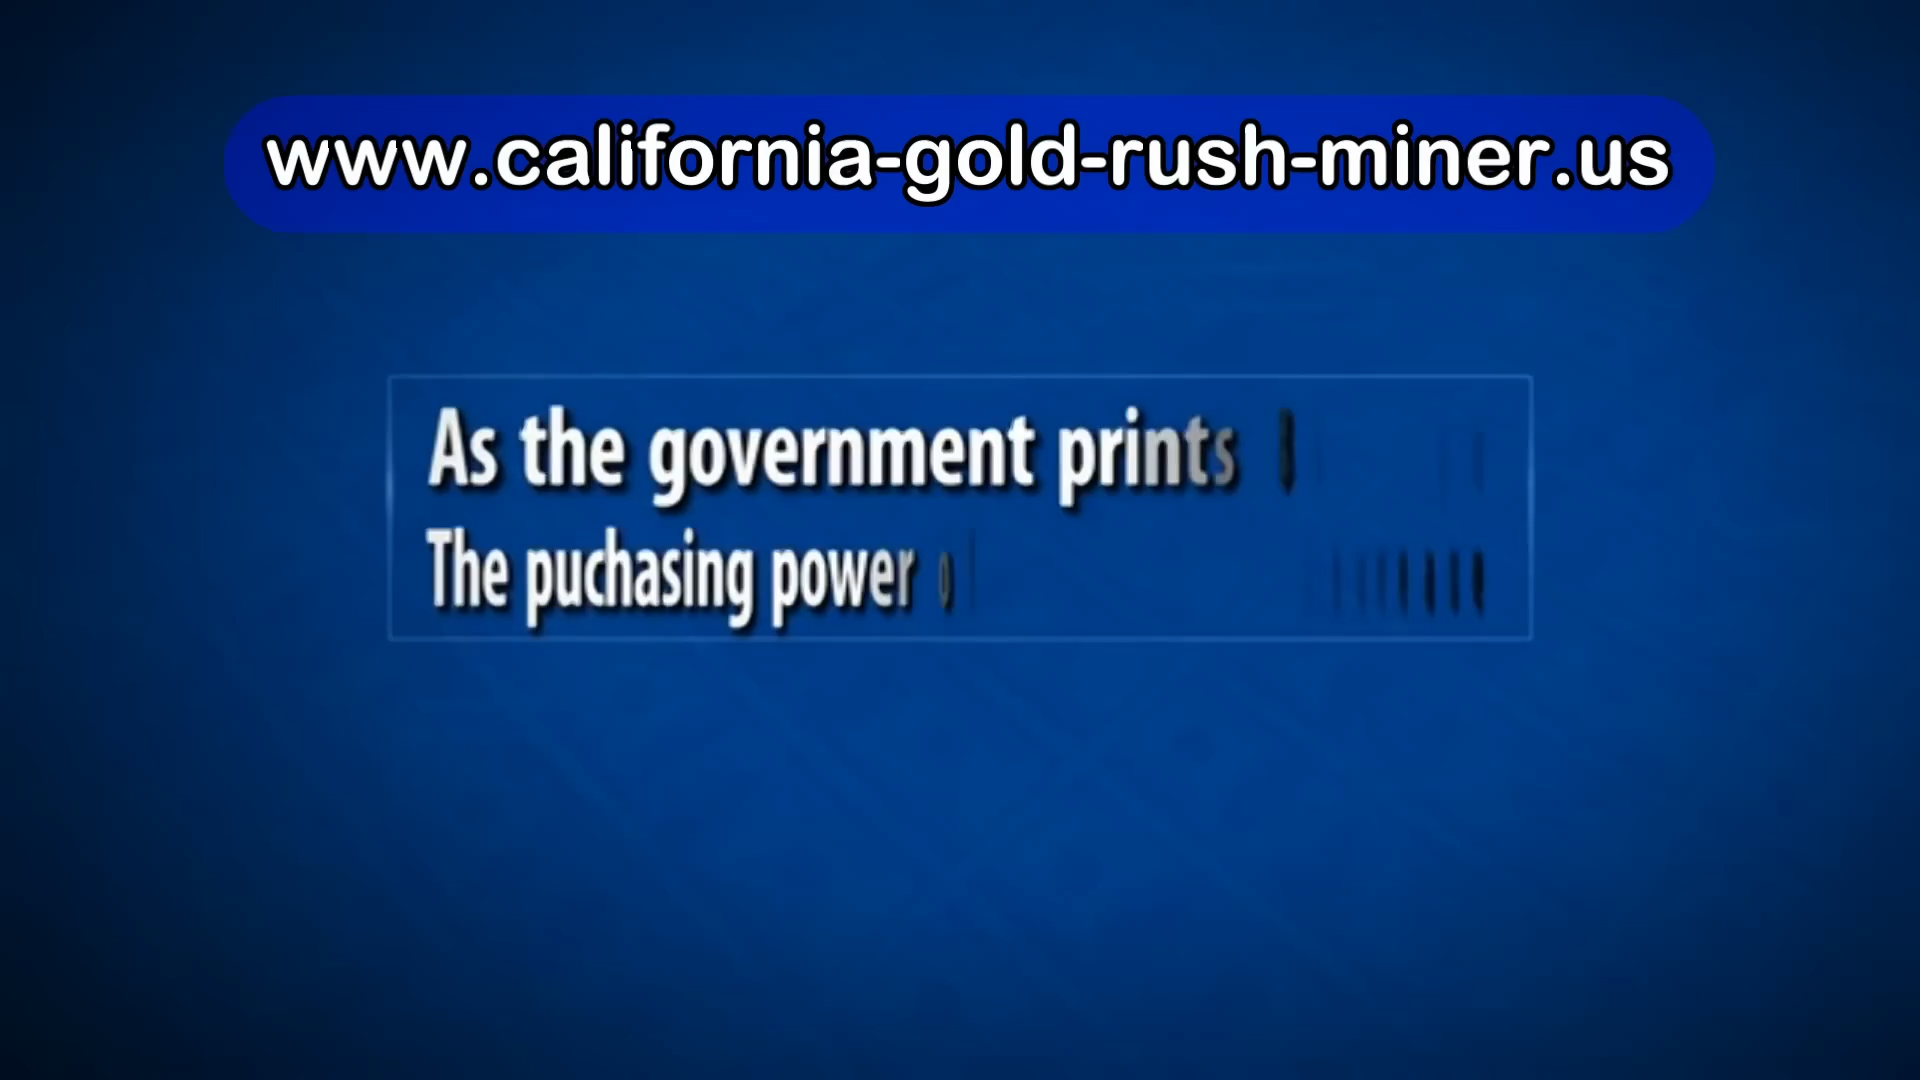 www.california-gold-rush-miner.us
As the government prints
The puchasing power